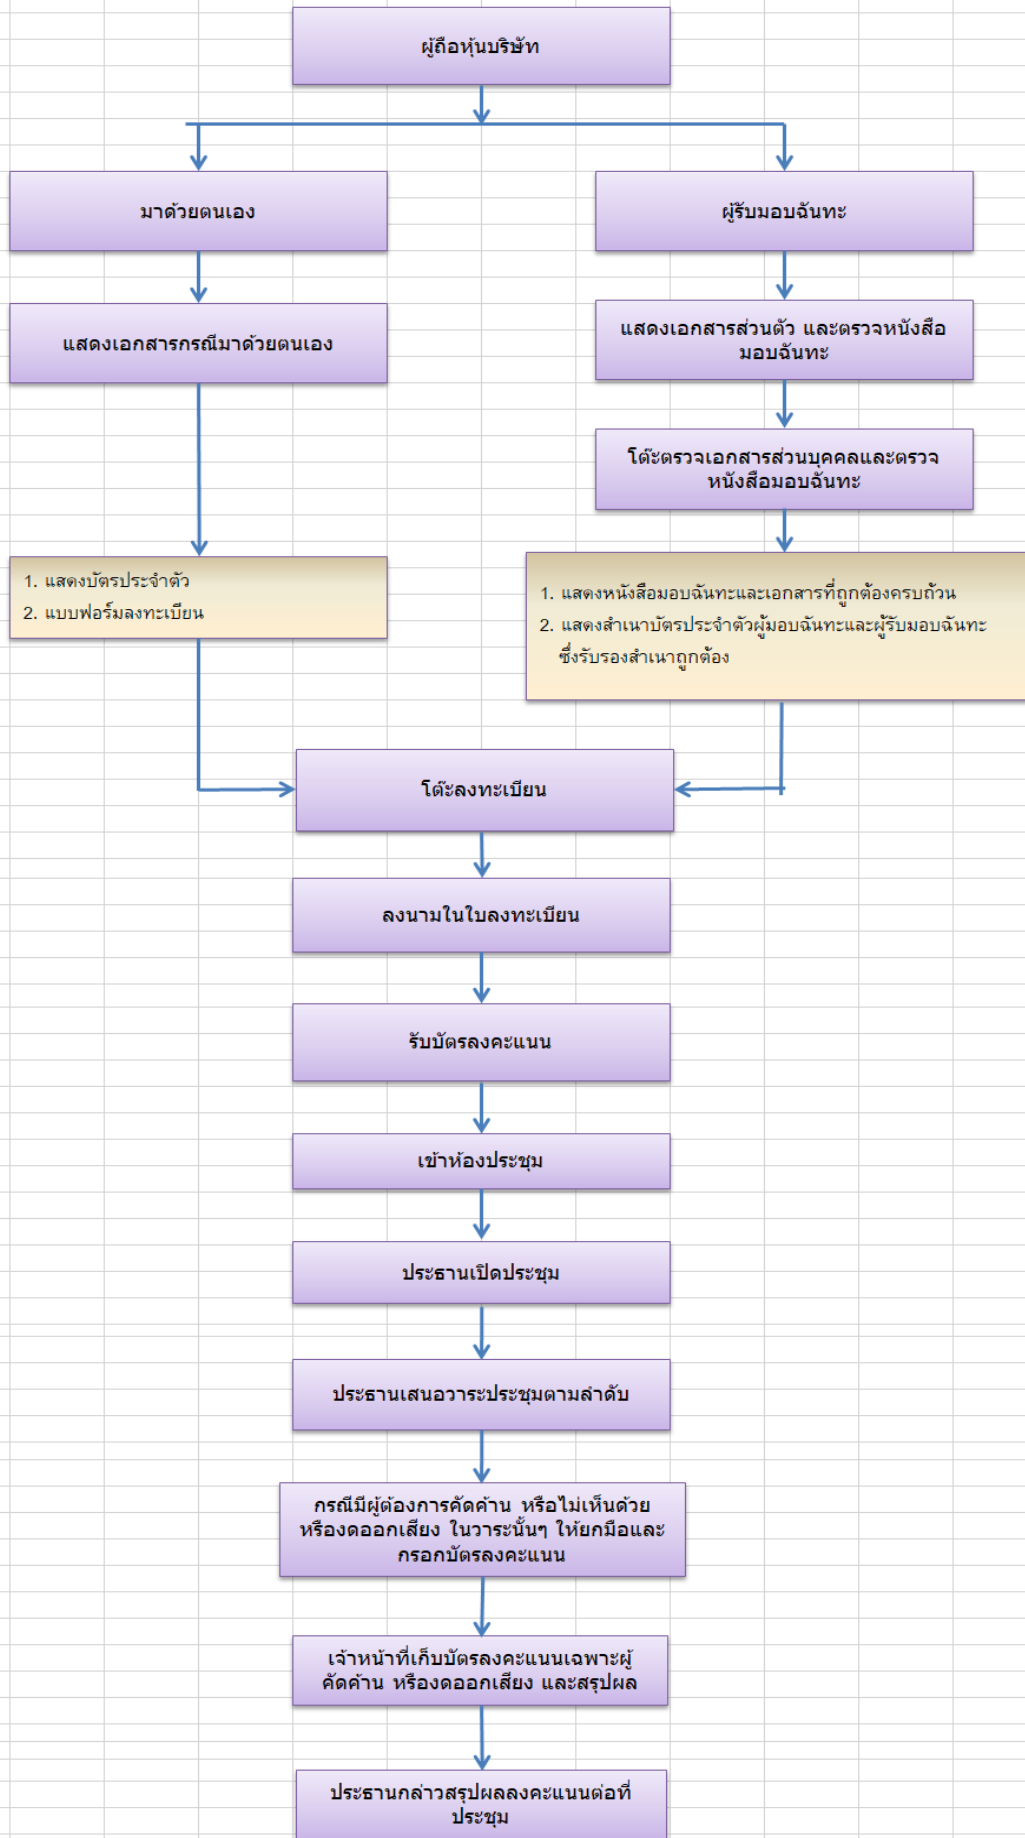 ผู้ถือหุ้นบริษัท
มาด้วยตนเอง
ผู้รับมอบฉันทะ
แสดงเอกสารกรณีมาด้วยตนเอง
แสดงเอกสารส่วนตัว และตรวจหนังสือ
มอบฉันทะ
โต๊ะตรวจเอกสารส่วนบุคคลและตรวจ
หนังสือมอบฉันทะ
1. แสดงบัตรประจำตัว
2. แบบฟอร์มลงทะเบียน
1. แสดงหนังสือมอบฉันทะและเอกสารที่ถูกต้องครบถ้วน
2. แสดงสำเนาบัตรประจำตัวผู้มอบฉันทะและผู้รับมอบฉันทะ
ซึ่งรับรองสำเนาถูกต้อง
โต๊ะลงทะเบียน
ลงนามในใบลงทะเบียน
รับบัตรลงคะแนน
เข้าห้องประชุม
ประธานเปิดประชุม
ประธานเสนอวาระประชุมตามลำดับ
กรณีมีผู้ต้องการคัดค้าน หรือไม่เห็นด้วย
หรืองดออกเสียง ในวาระนั้นๆ ให้ยกมือและ
กรอกบัตรลงคะแนน
เจ้าหน้าที่เก็บบัตรลงคะแนนเฉพาะผู้
คัดค้าน หรืองดออกเสียง และสรุปผล
ประธานกล่าวสรุปผลลงคะแนนต่อที่
ประชุม